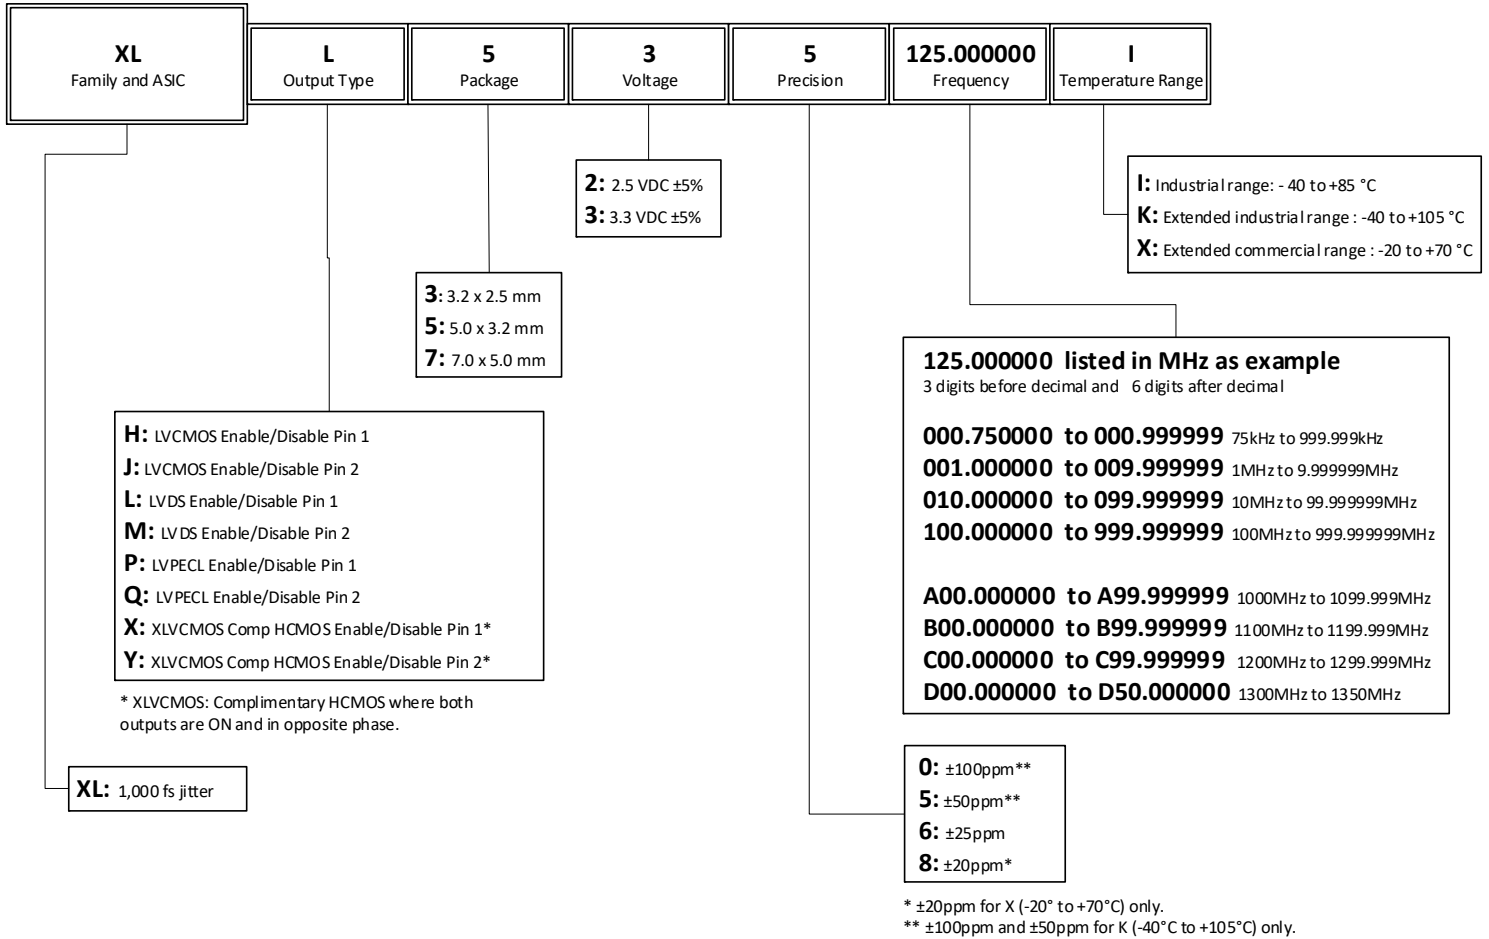 XL
Family and ASIC
L
Output Type
5
Package
3
Voltage
5
Precision
125.000000
Frequency
I
Temperature Range
2: 2.5 VDC ±5%
3: 3.3 VDC ±5%
I: Industrial range: - 40 to +85 °C
K: Extended industrial range : -40 to +105 °C
X: Extended commercial range : -20 to +70 °C
3: 3.2 x 2.5 mm
5: 5.0 x 3.2 mm
7: 7.0 x 5.0 mm
125.000000 listed in MHz as example
3 digits before decimal and 6 digits after decimal
000.750000 to 000.999999 75kHz to 999.999kHz
001.000000 to 009.999999 1MHz to 9.999999MHz
010.000000 to 099.999999 10MHz to 99.999999MHz
100.000000 to 999.999999 100MHz to 999.999999MHz
A00.000000 to A99.999999 1000MHz to 1099.999MHz
B00.000000 to B99.999999 1100MHz to 1199.999MHz
C00.000000 to C99.999999 1200MHz to 1299.999MHz
D00.000000 to D50.000000 1300MHz to 1350MHz
H: LVCMOS Enable/Disable Pin 1
J: LVCMOS Enable/Disable Pin 2
L: LVDS Enable/Disable Pin 1
M: LVDS Enable/Disable Pin 2
P: LVPECL Enable/Disable Pin 1
Q: LVPECL Enable/Disable Pin 2
X: XLVCMOS Comp HCMOS Enable/Disable Pin 1*
Y: XLVCMOS Comp HCMOS Enable/Disable Pin 2*
* XLVCMOS: Complimentary HCMOS where both
outputs are ON and in opposite phase.
XL: 1,000 fs jitter
0: ±100ppm**
5: ±50ppm**
6: ±25ppm
8: ±20ppm*
* ±20ppm for X (-20° to +70°C) only.
** ±100ppm and ±50ppm for K (-40°C to +105°C) only.